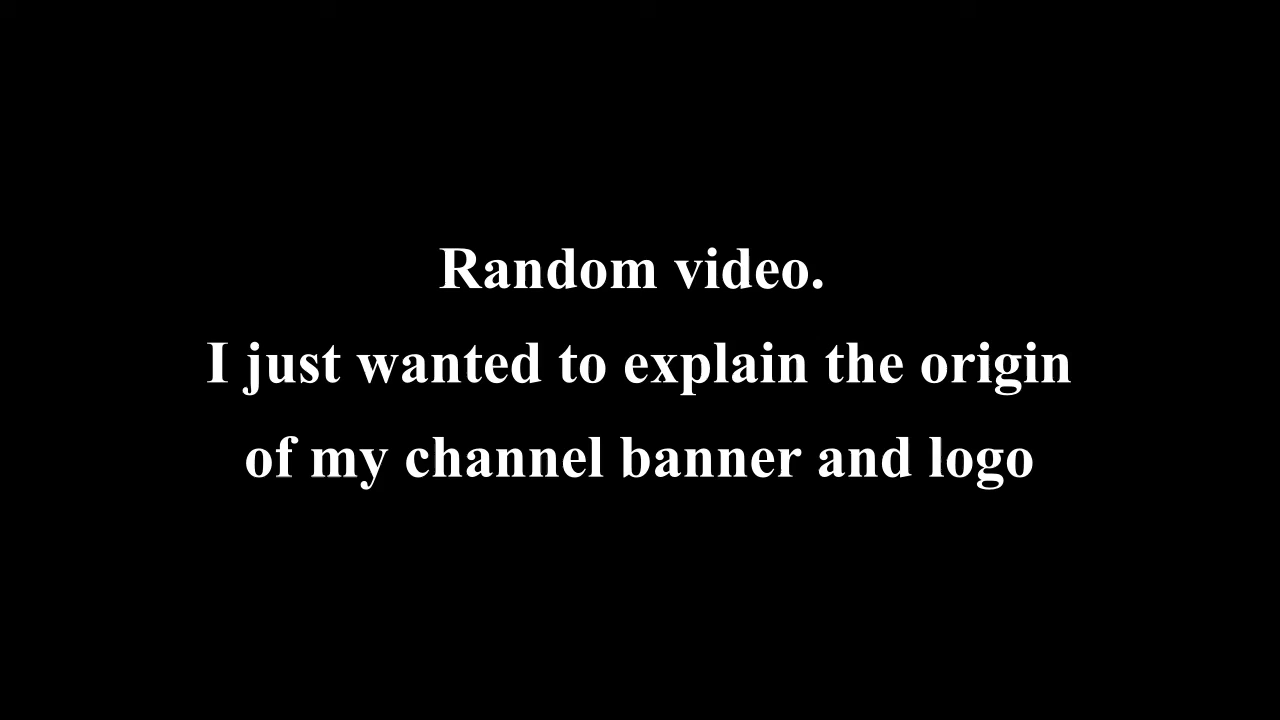 Random video.
I just wanted to explain the origin
of my channel banner and logo